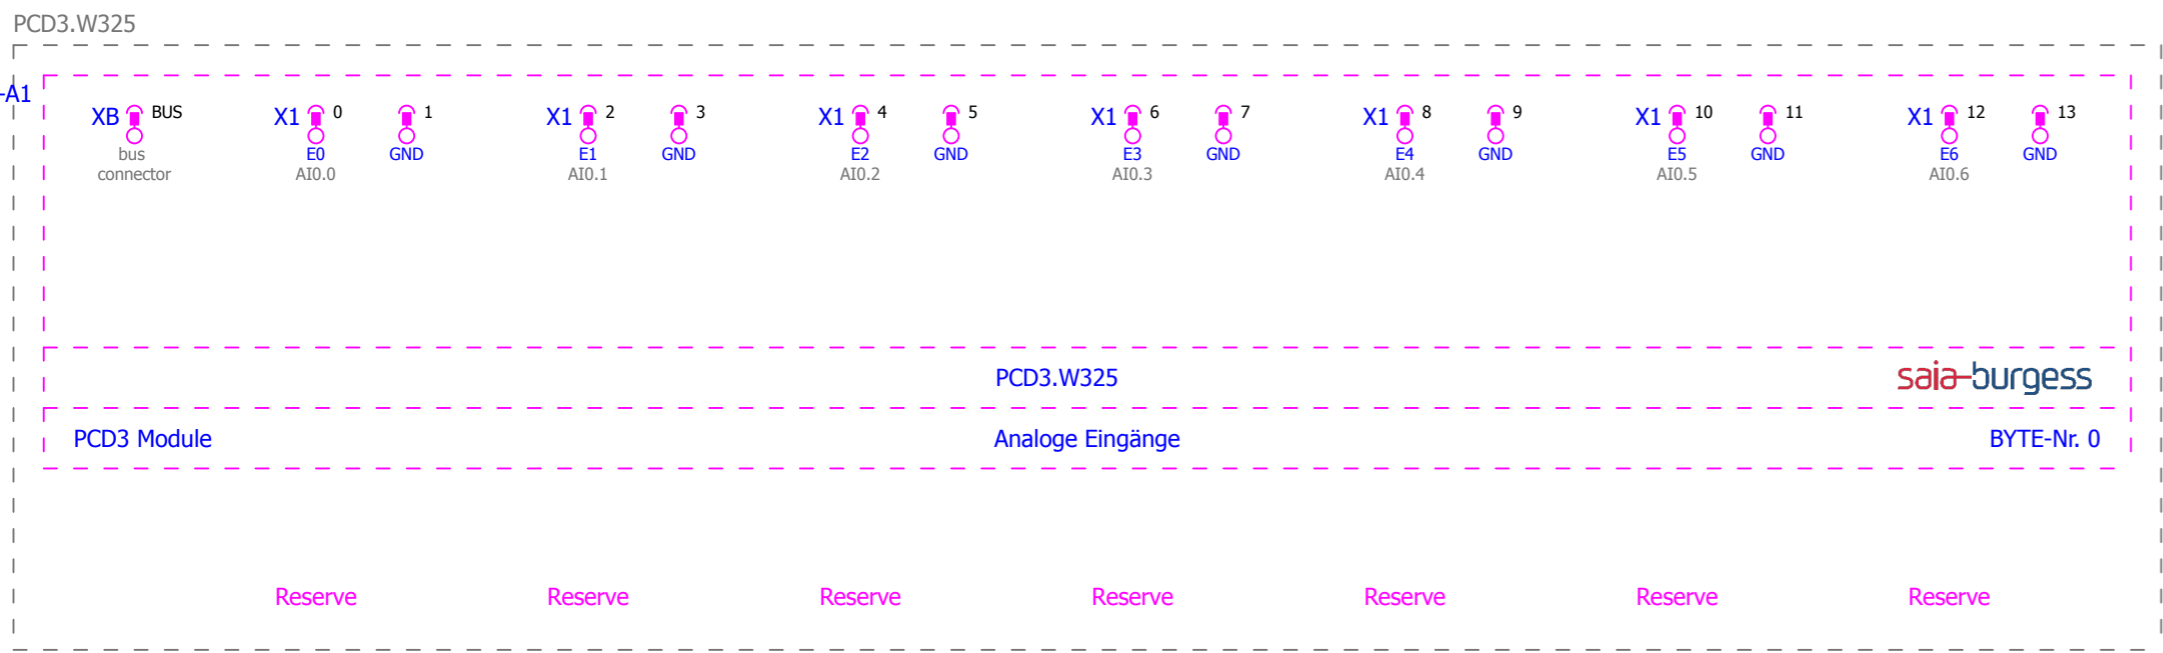 PCD3.W325
-A1
XB BUS X1 0 1 X1 2 3 X1 4 5 X1 6 7 X1 8 9 X1 10 11 X1 12 13
bus E0 GND E1 GND E2 GND E3 GND E4 GND E5 GND E6 GND
connector AI0.0 AI0.1 AI0.2 AI0.3 AI0.4 AI0.5 AI0.6
PCD3.W325 saia-burgess
PCD3 Module Analoge Eingänge BYTE-Nr. 0
Reserve Reserve Reserve Reserve Reserve Reserve Reserve